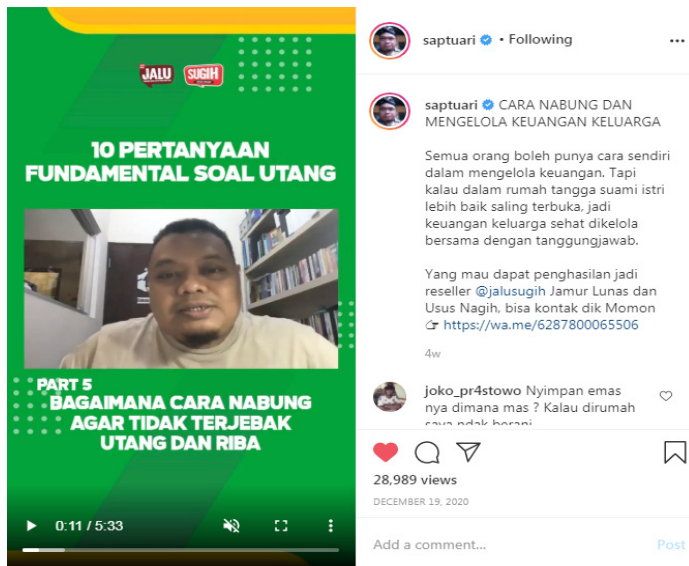 JALU SUGIH
10 PERTANYAAN
FUNDAMENTAL SOAL UTANG
PART 5
BAGAIMANA CARA NABUNG
AGAR TIDAK TERJEBAK
UTANG DAN RIBA
0:11 / 5:33
saptuari • Following
saptuari CARA NABUNG DAN
MENGELOLA KEUANGAN KELUARGA
Semua orang boleh punya cara sendiri
dalam mengelola keuangan. Tapi
kalau dalam rumah tangga suami istri
lebih baik saling terbuka, jadi
keuangan keluarga sehat dikelola
bersama dengan tanggungjawab.
Yang mau dapat penghasilan jadi
reseller @jalusugih Jamur Lunas dan
Usus Nagih, bisa kontak dik Momon
👉 https://wa.me/6287800065506
4w
joko_pr4stowo Nyimpan emas
nya dimana mas ? Kalau dirumah
saya ndak berani
28,989 views
DECEMBER 19, 2020
Add a comment...
Post